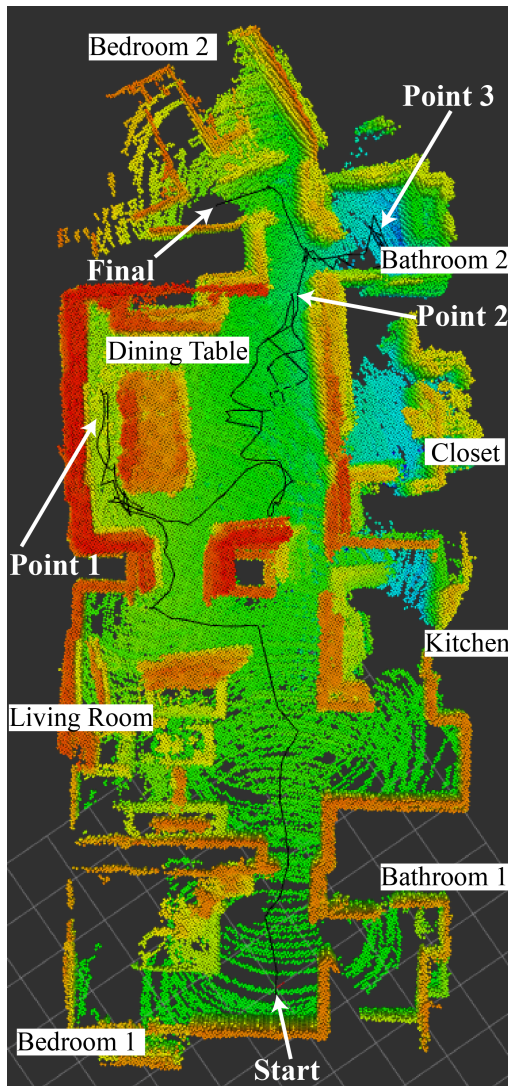 Bedroom 2
Point 3
Final
Bathroom 2
Point 2
Dining Table
Closet
Point 1
Kitchen
Living Room
Bathroom 1
Bedroom 1
Start